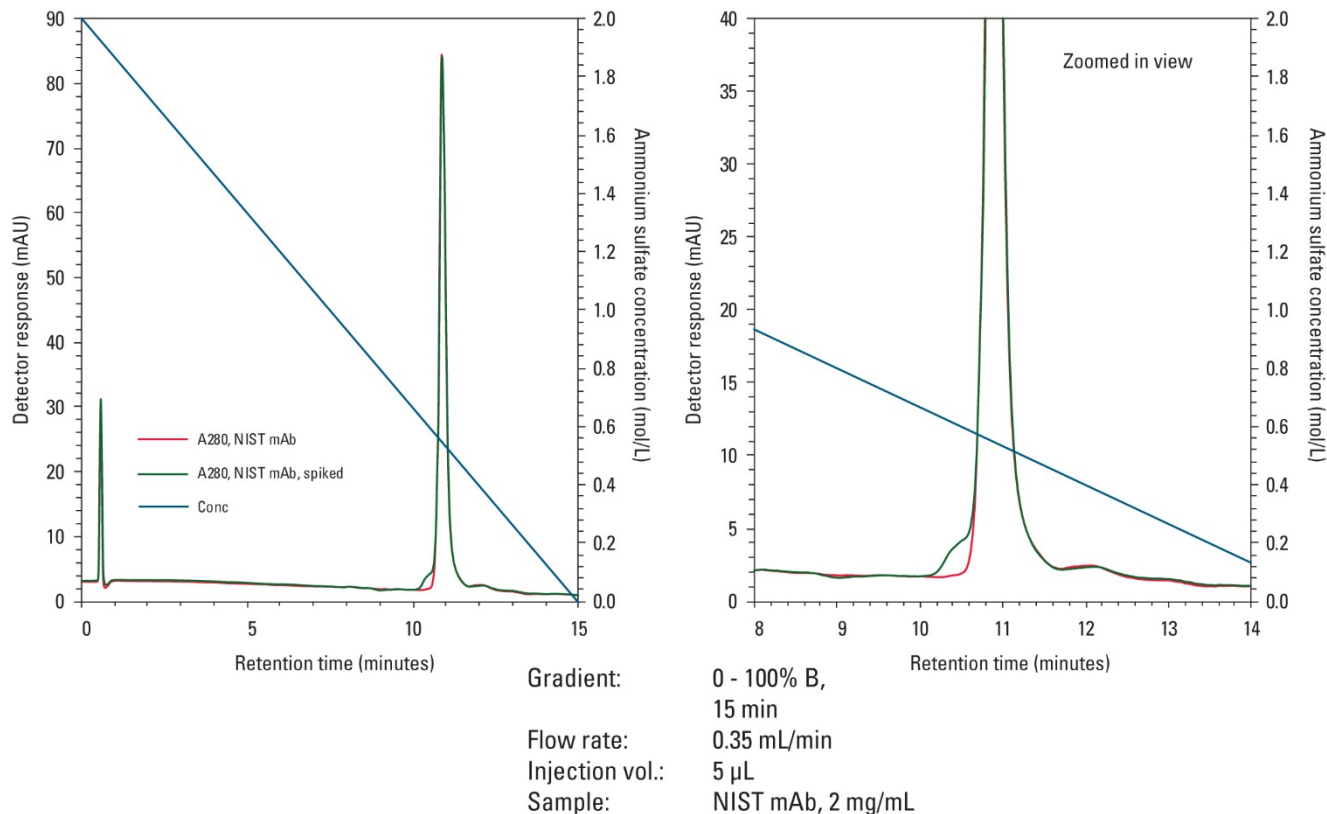 90
80
70
60
50
40
30
20
10
0
Detector response (mAU)
2.0
1.8
1.6
1.4
1.2
1.0
0.8
0.6
0.4
0.2
0.0
Ammonium sulfate concentration (mol/L)
A280, NIST mAb
A280, NIST mAb, spiked
Conc
0 5 10 15
Retention time (minutes)
40
35
30
25
20
15
10
5
0
Detector response (mAU)
Zoomed in view
2.0
1.8
1.6
1.4
1.2
1.0
0.8
0.6
0.4
0.2
0.0
Ammonium sulfate concentration (mol/L)
8 9 10 11 12 13 14
Retention time (minutes)
Gradient: 0 - 100% B,
15 min
Flow rate: 0.35 mL/min
Injection vol.: 5 µL
Sample: NIST mAb, 2 mg/mL